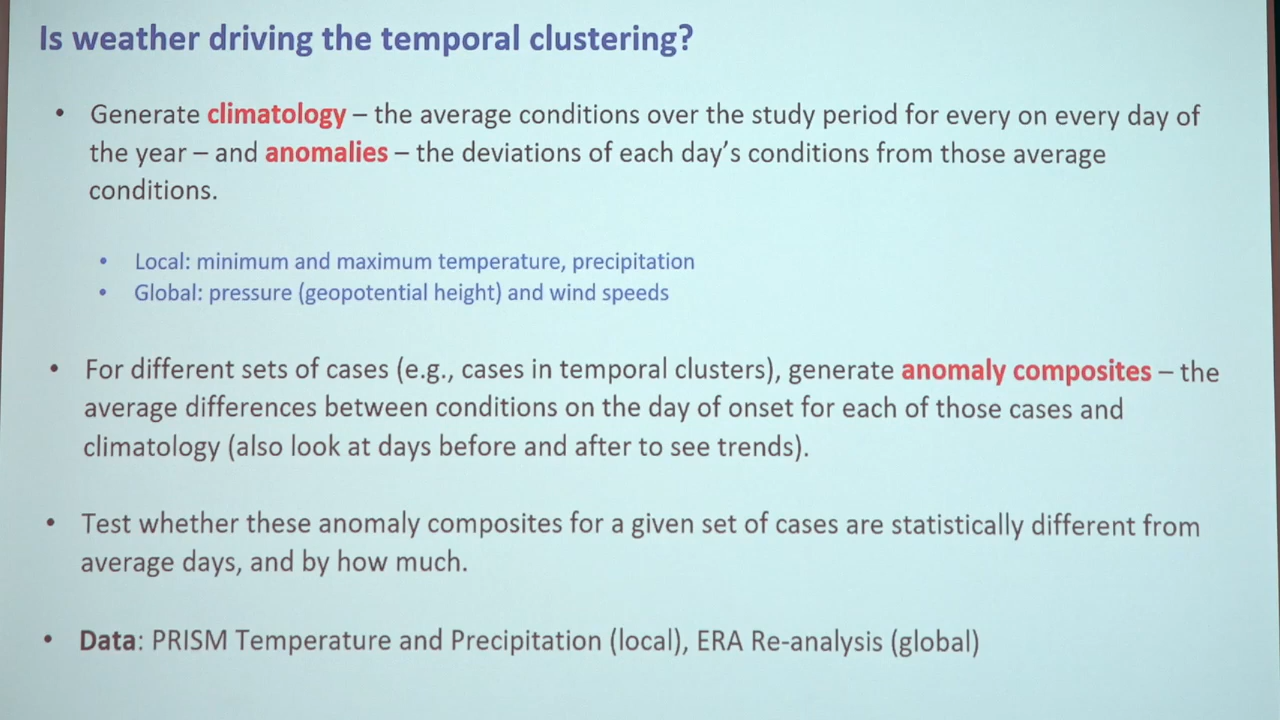 Is weather driving the temporal clustering?
• Generate climatology – the average conditions over the study period for every on every day of
the year – and anomalies – the deviations of each day's conditions from those average
conditions.
• Local: minimum and maximum temperature, precipitation
• Global: pressure (geopotential height) and wind speeds
• For different sets of cases (e.g., cases in temporal clusters), generate anomaly composites – the
average differences between conditions on the day of onset for each of those cases and
climatology (also look at days before and after to see trends).
• Test whether these anomaly composites for a given set of cases are statistically different from
average days, and by how much.
• Data: PRISM Temperature and Precipitation (local), ERA Re-analysis (global)